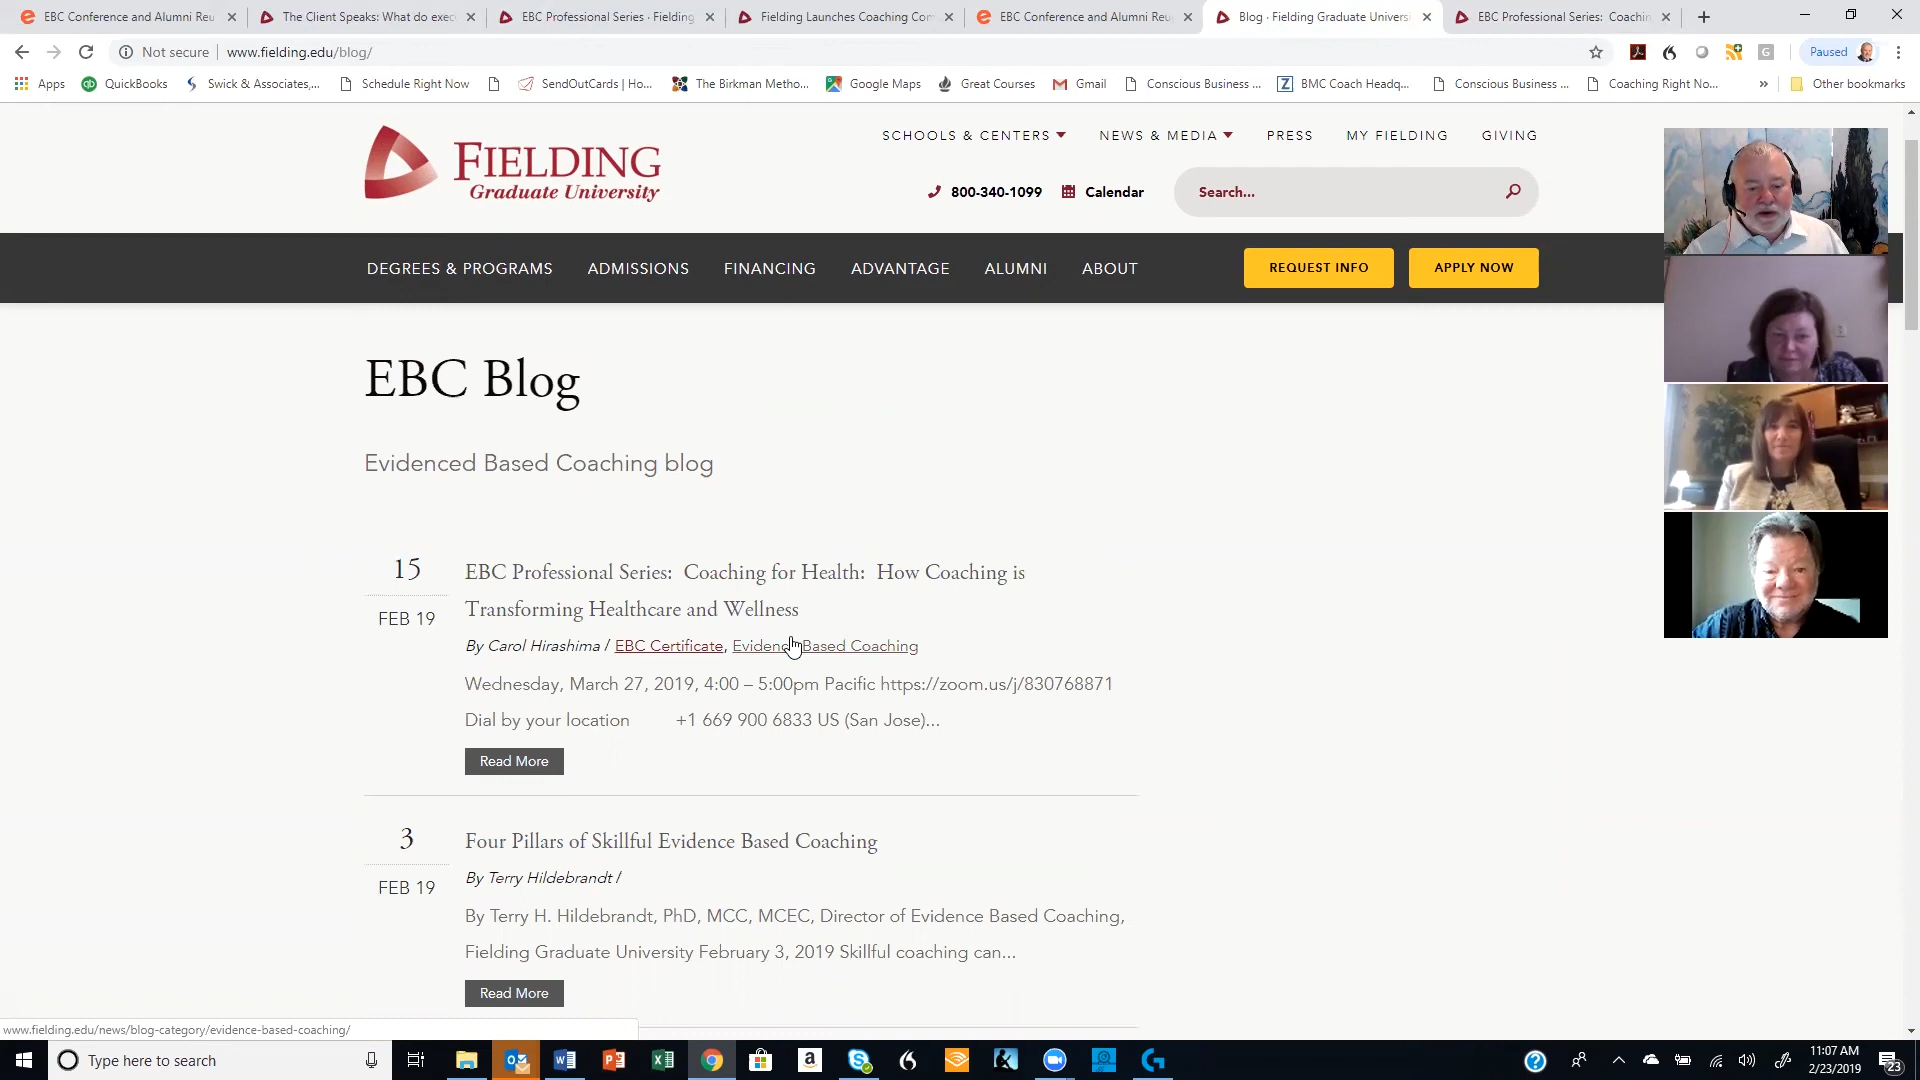 EBC Conference and Alumni Reu
The Client Speaks: What do exec
EBC Professional Series · Fielding
Fielding Launches Coaching Com
EBC Conference and Alumni Reu
Blog · Fielding Graduate Universi
EBC Professional Series: Coachin
Not secure
www.fielding.edu/blog/
Paused
Apps
QuickBooks
Swick & Associates,...
Schedule Right Now
SendOutCards | Ho...
The Birkman Metho...
Google Maps
Great Courses
Gmail
Conscious Business ...
BMC Coach Headq...
Conscious Business ...
Coaching Right No...
»
Other bookmarks
FIELDING
Graduate University
SCHOOLS & CENTERS
NEWS & MEDIA
PRESS
MY FIELDING
GIVING
800-340-1099
Calendar
Search...
DEGREES & PROGRAMS
ADMISSIONS
FINANCING
ADVANTAGE
ALUMNI
ABOUT
REQUEST INFO
APPLY NOW
EBC Blog
Evidenced Based Coaching blog
15
FEB 19
EBC Professional Series: Coaching for Health: How Coaching is
Transforming Healthcare and Wellness
By Carol Hirashima / EBC Certificate, Evidence Based Coaching
Wednesday, March 27, 2019, 4:00 – 5:00pm Pacific https://zoom.us/j/830768871
Dial by your location +1 669 900 6833 US (San Jose)...
Read More
3
FEB 19
Four Pillars of Skillful Evidence Based Coaching
By Terry Hildebrandt /
By Terry H. Hildebrandt, PhD, MCC, MCEC, Director of Evidence Based Coaching,
Fielding Graduate University February 3, 2019 Skillful coaching can...
Read More
www.fielding.edu/news/blog-category/evidence-based-coaching/
Type here to search
11:07 AM
2/23/2019
23